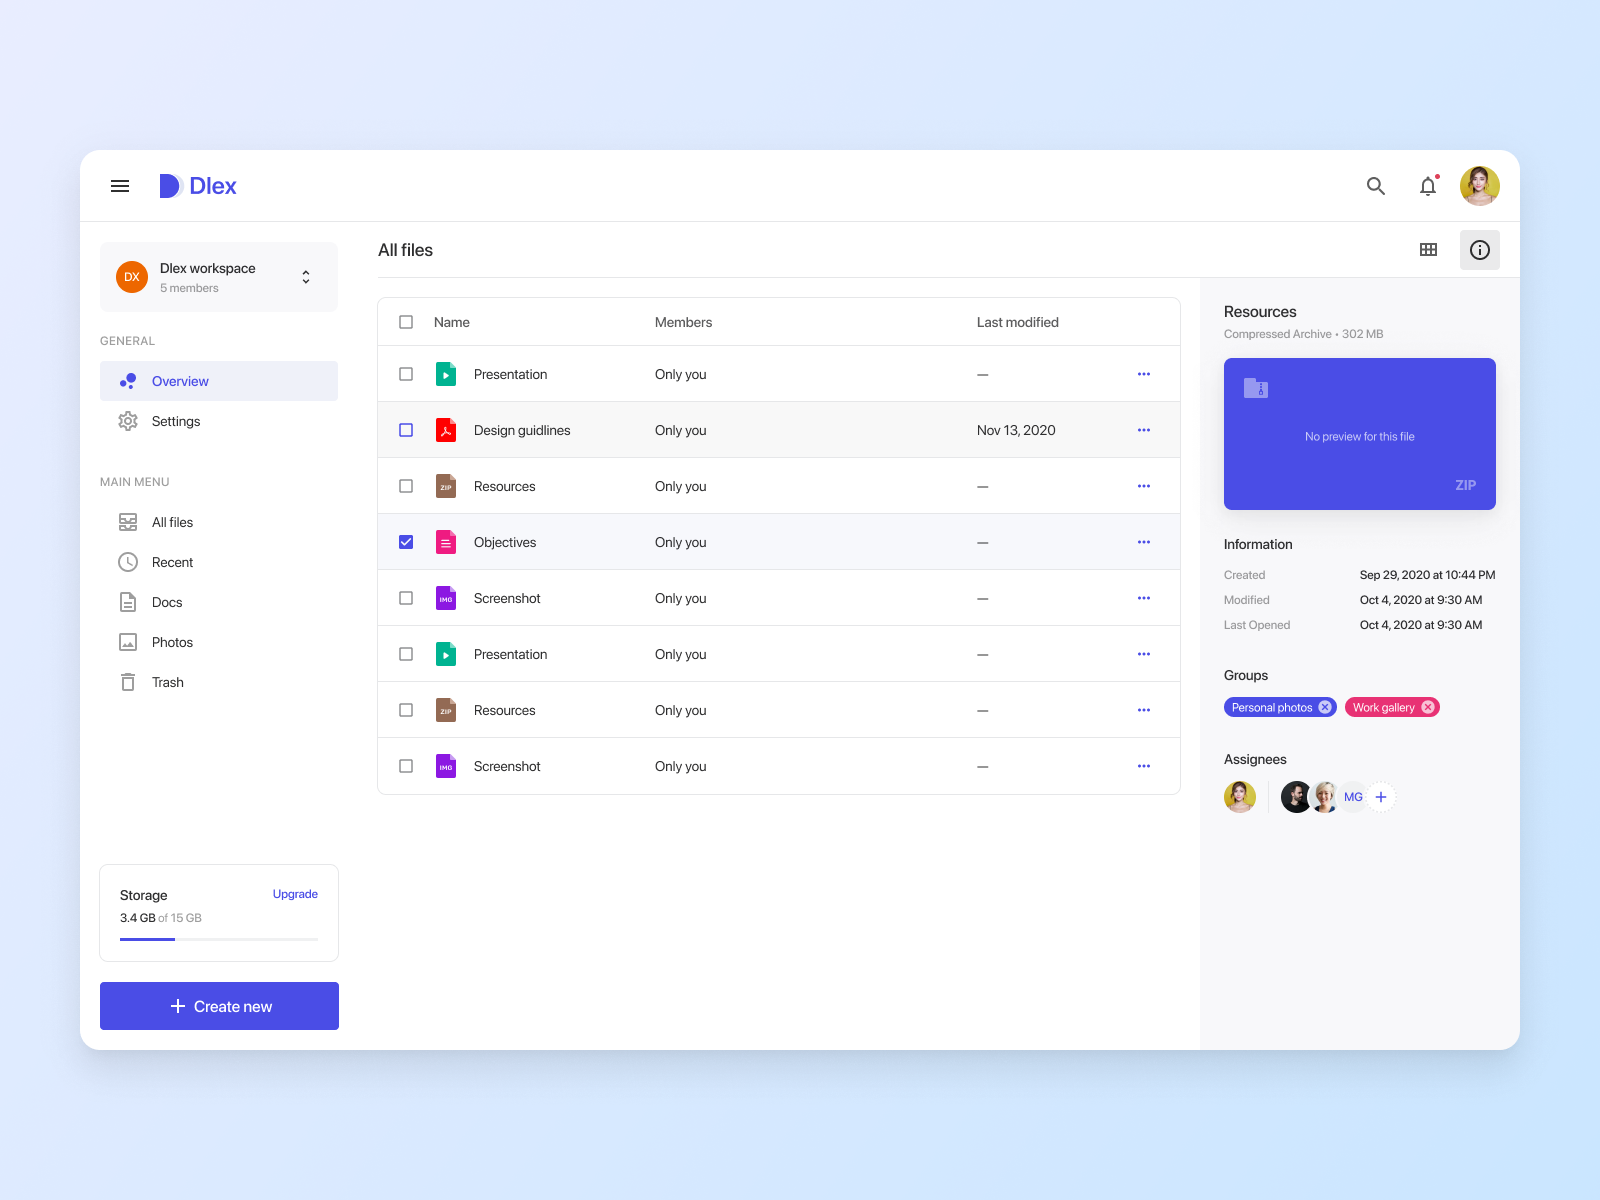 Dlex
DX
Dlex workspace
5 members
GENERAL
Overview
Settings
MAIN MENU
All files
Recent
Docs
Photos
Trash
Storage
Upgrade
3.4 GB of 15 GB
Create new
All files
Name Members Last modified
Presentation Only you —
Design guidlines Only you Nov 13, 2020
ZIP Resources Only you —
Objectives Only you —
IMG Screenshot Only you —
Presentation Only you —
ZIP Resources Only you —
IMG Screenshot Only you —
Resources
Compressed Archive • 302 MB
No preview for this file
ZIP
Information
Created Sep 29, 2020 at 10:44 PM
Modified Oct 4, 2020 at 9:30 AM
Last Opened Oct 4, 2020 at 9:30 AM
Groups
Personal photos Work gallery
Assignees
MG